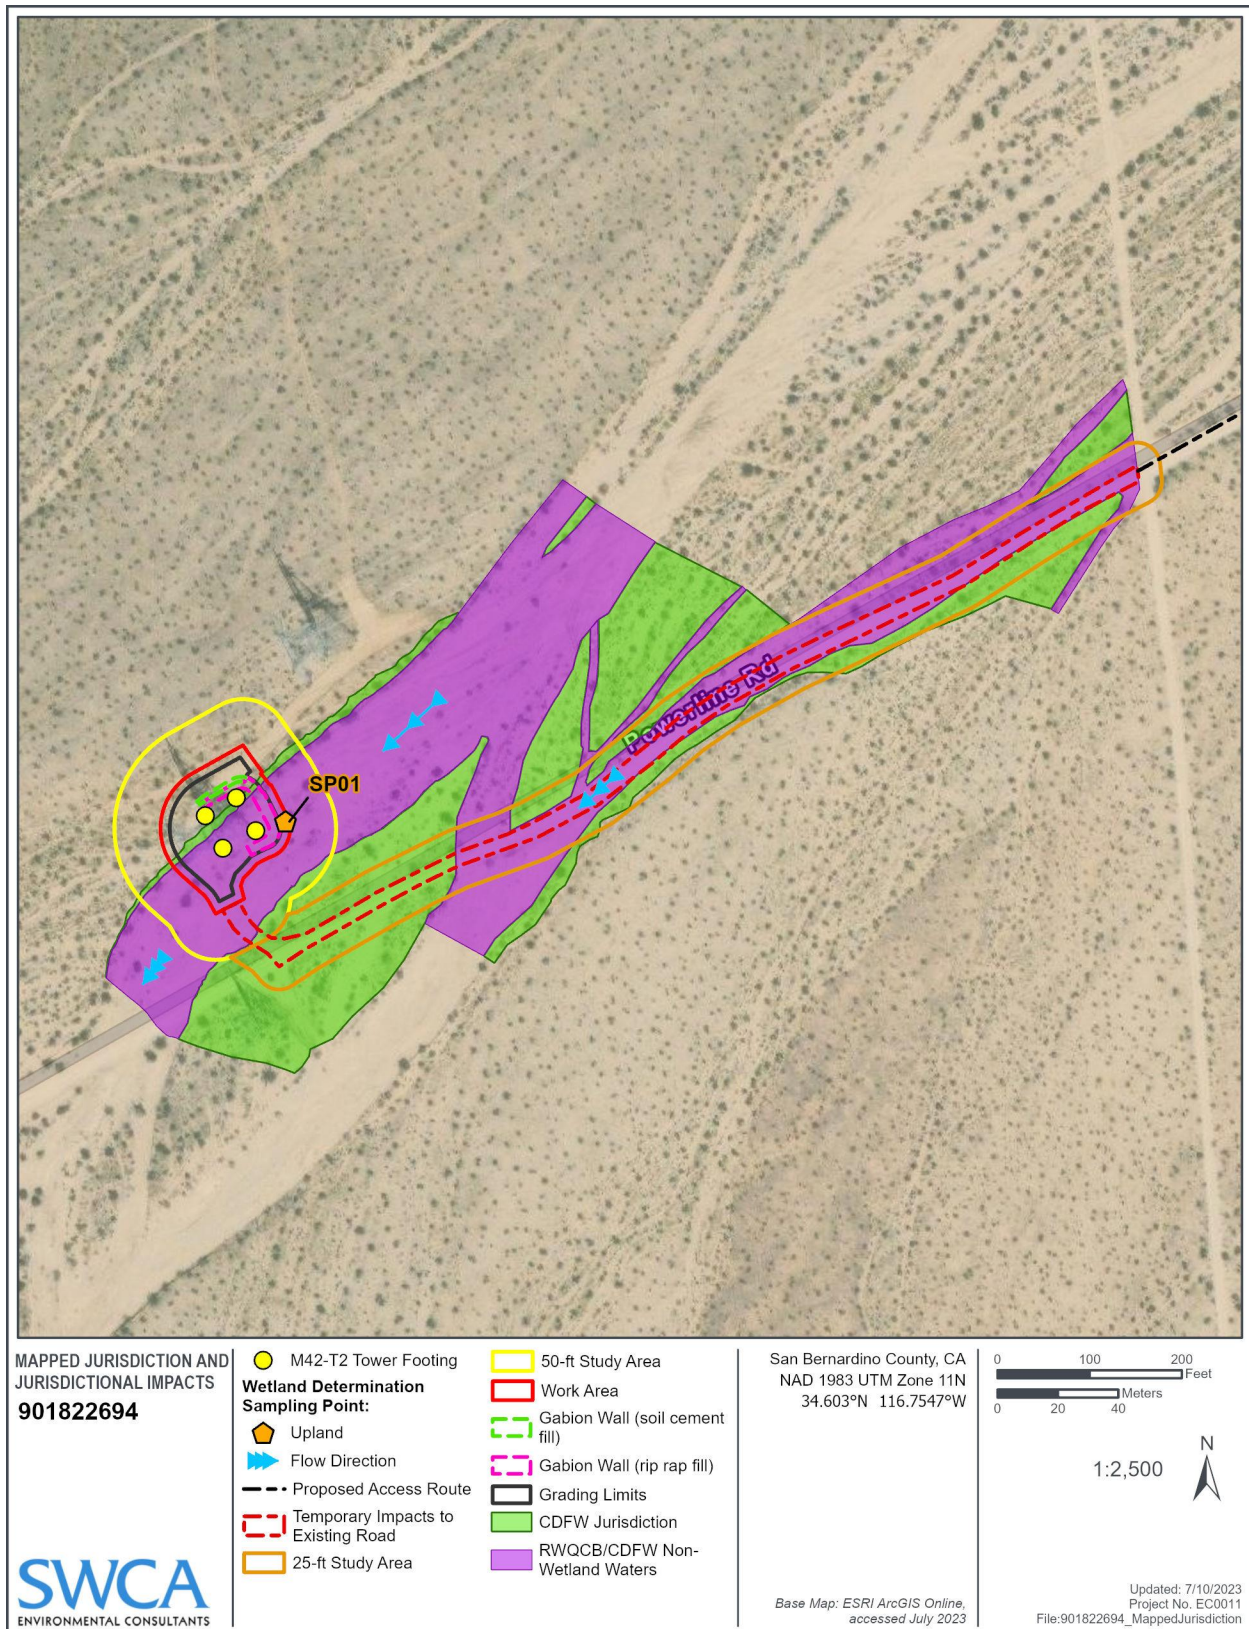 SP01
Powerline Rd
MAPPED JURISDICTION AND
JURISDICTIONAL IMPACTS
901822694
SWCA
ENVIRONMENTAL CONSULTANTS
M42-T2 Tower Footing
Wetland Determination
Sampling Point:
Upland
Flow Direction
Proposed Access Route
Temporary Impacts to
Existing Road
25-ft Study Area
50-ft Study Area
Work Area
Gabion Wall (soil cement
fill)
Gabion Wall (rip rap fill)
Grading Limits
CDFW Jurisdiction
RWQCB/CDFW Non-
Wetland Waters
San Bernardino County, CA
NAD 1983 UTM Zone 11N
34.603°N 116.7547°W
Base Map: ESRI ArcGIS Online,
accessed July 2023
0 100 200
Feet
Meters
0 20 40
N
1:2,500
Updated: 7/10/2023
Project No. EC0011
File:901822694_MappedJurisdiction